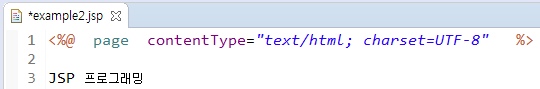 *example2.jsp
1 <%@ page contentType="text/html; charset=UTF-8" %>
2
3 JSP 프로그래밍